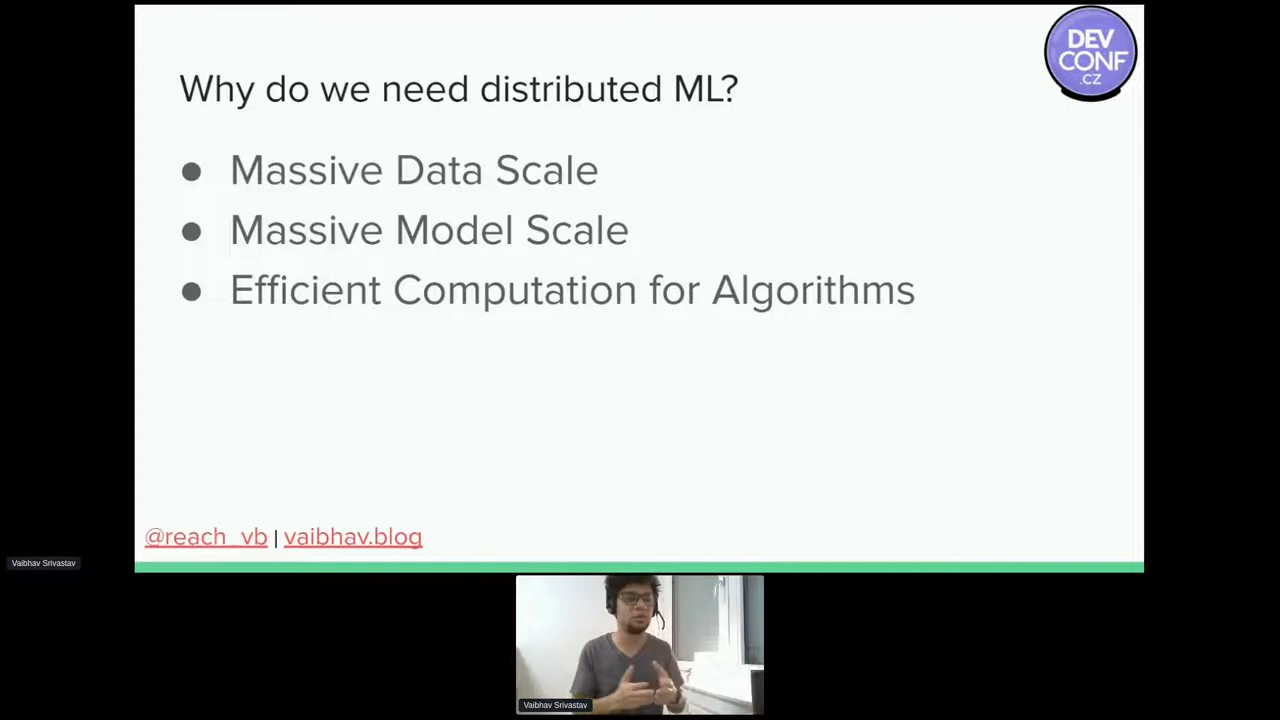 DEV
CONF
.CZ
Why do we need distributed ML?
● Massive Data Scale
● Massive Model Scale
● Efficient Computation for Algorithms
@reach_vb | vaibhav.blog
Vaibhav Srivastav
Vaibhav Srivastav